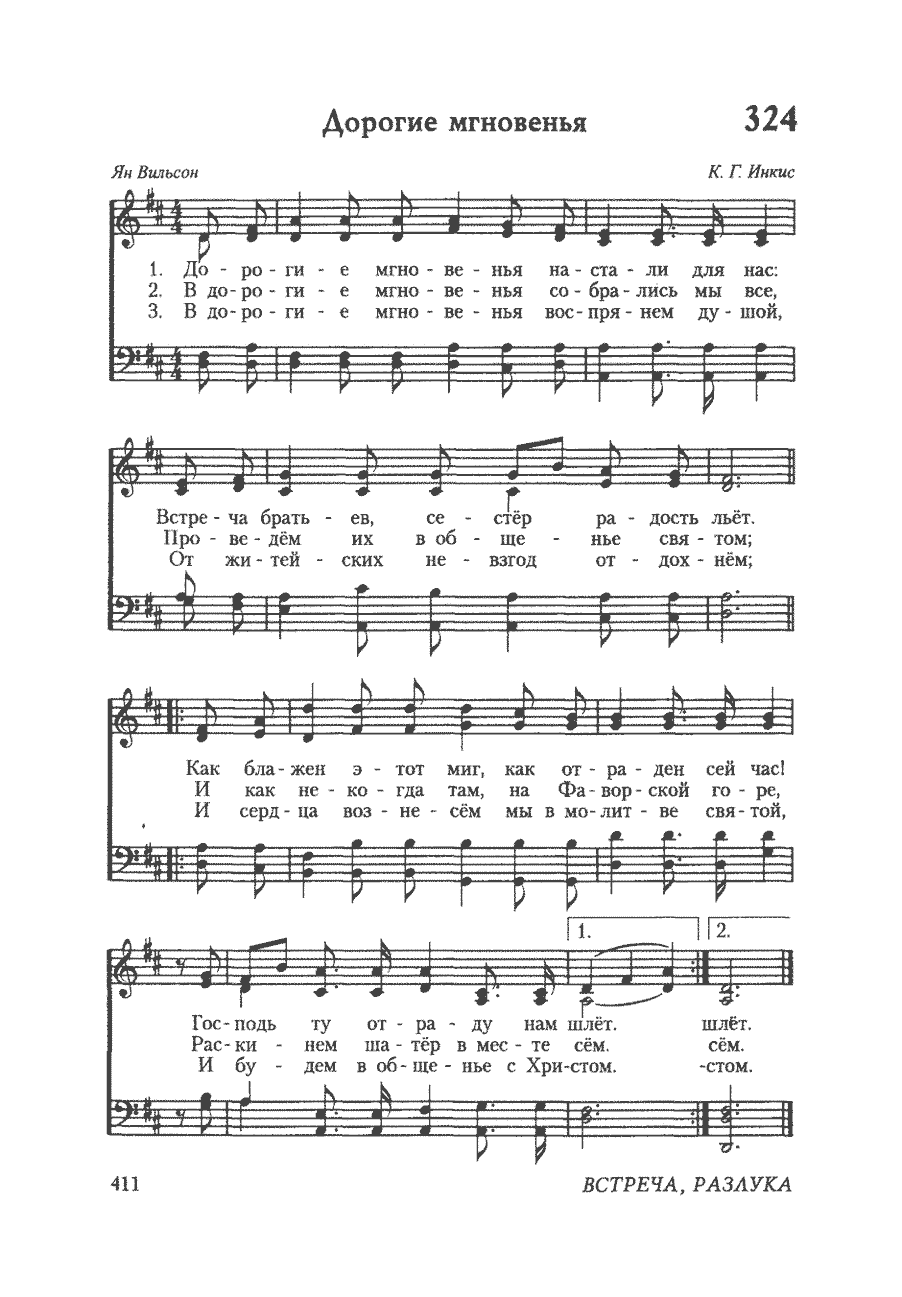 Дорогие мгновенья 324
Ян Вильсон К. Г. Инкис
1. До - ро - ги - е мгно - ве - нья на - ста - ли для нас:
2. В до - ро - ги - е мгно - ве - нья со - бра - лись мы все,
3. В до - ро - ги - е мгно - ве - нья вос - пря - нем ду - шой,
Встре - ча брать - ев, се - стёр ра - дость льёт.
Про - ве - дём их в об - ще - нье свя - том;
От жи - тей - ских не - взгод от - дох - нём;
Как бла - жен э - тот миг, как от - ра - ден сей час!
И как не - ко - гда там, на Фа - вор - ской го - ре,
И серд - ца воз - не - сём мы в мо - лит - ве свя - той,
1. 2.
Гос - подь ту от - ра - ду нам шлёт. шлёт.
Рас - ки - нем ша - тёр в мес - те сём. сём.
И бу - дем в об - ще - нье с Хри-стом. -стом.
411 ВСТРЕЧА, РАЗЛУКА